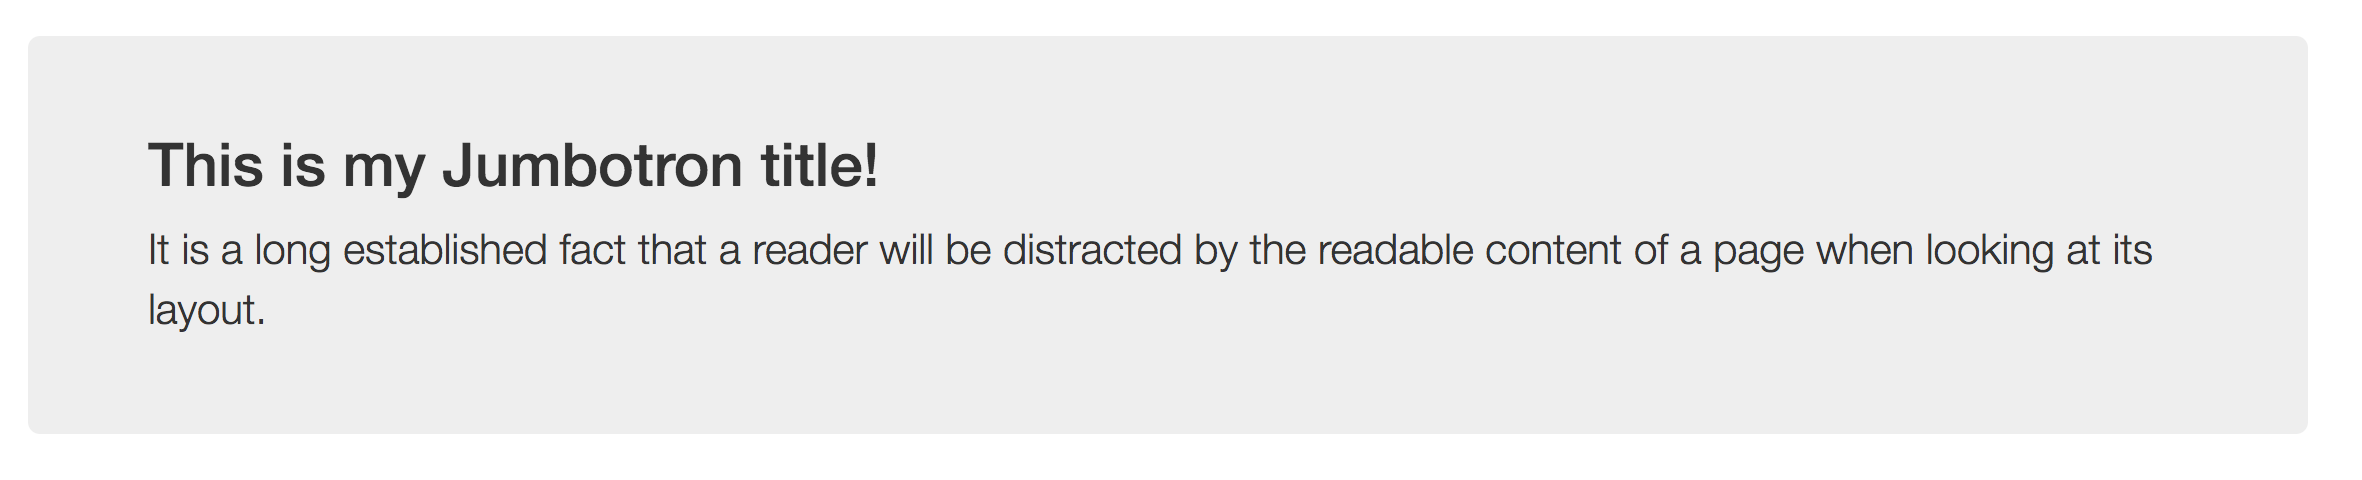 This is my Jumbotron title!
It is a long established fact that a reader will be distracted by the readable content of a page when looking at its
layout.